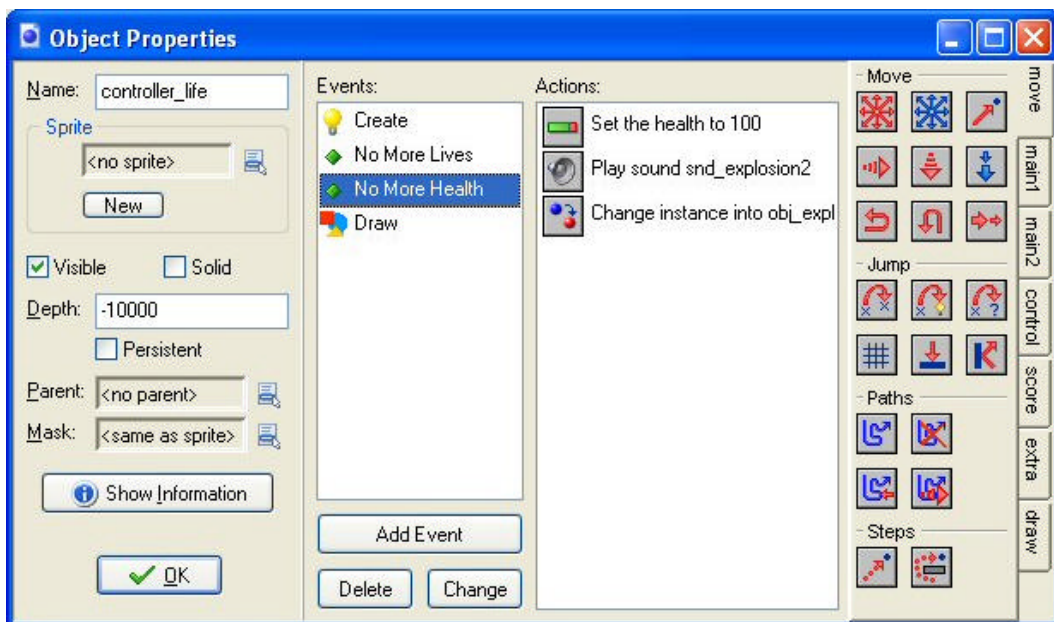 Object Properties
Name: controller_life
Sprite
<no sprite>
New
Visible
Solid
Depth: -10000
Persistent
Parent: <no parent>
Mask: <same as sprite>
Show Information
OK
Events:
Create
No More Lives
No More Health
Draw
Add Event
Delete
Change
Actions:
Set the health to 100
Play sound snd_explosion2
Change instance into obj_expl
Move
Jump
Paths
Steps
move
main1
main2
control
score
extra
draw